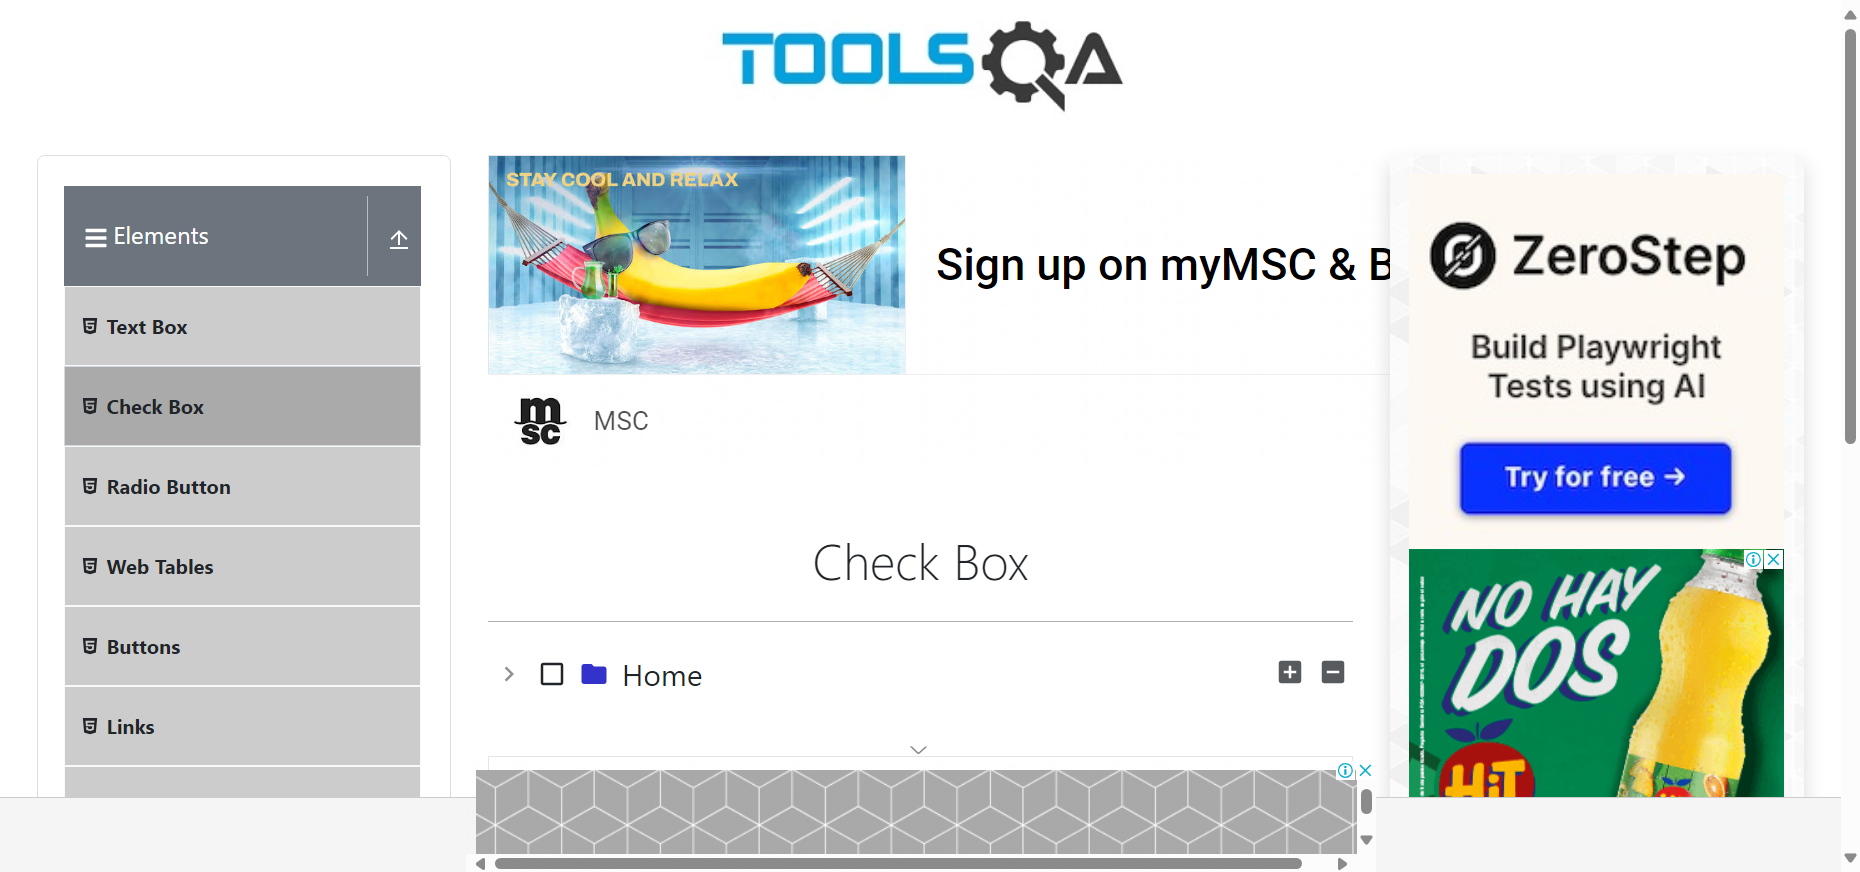 TOOLSQA
Elements
Text Box
Check Box
Radio Button
Web Tables
Buttons
Links
STAY COOL AND RELAX
Sign up on myMSC & B
msc
MSC
Check Box
Home
ZeroStep
Build Playwright
Tests using AI
Try for free →
NO HAY
DOS
HiT